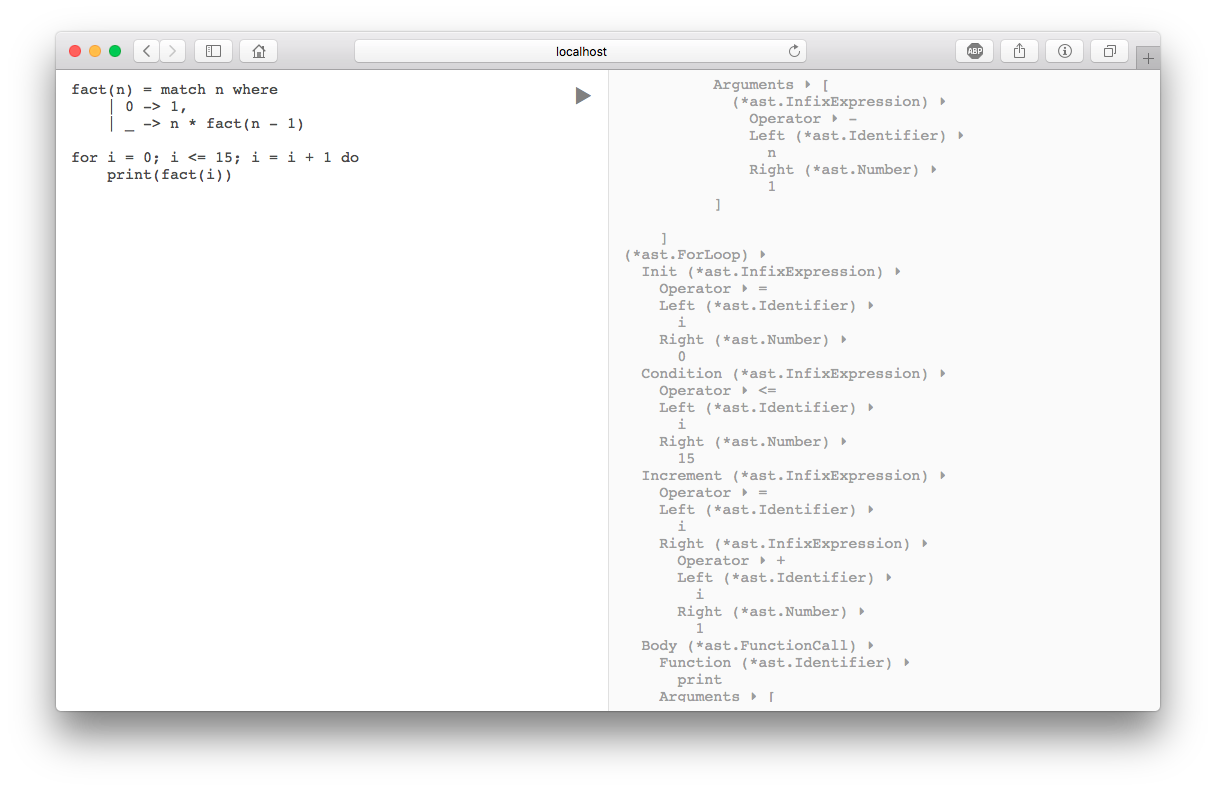 localhost
ABP
fact(n) = match n where
    | 0 -> 1,
    | _ -> n * fact(n - 1)

for i = 0; i <= 15; i = i + 1 do
    print(fact(i))
          Arguments ▸ [
            (*ast.InfixExpression) ▸
              Operator ▸ -
              Left (*ast.Identifier) ▸
                n
              Right (*ast.Number) ▸
                1
          ]

    ]
(*ast.ForLoop) ▸
  Init (*ast.InfixExpression) ▸
    Operator ▸ =
    Left (*ast.Identifier) ▸
      i
    Right (*ast.Number) ▸
      0
  Condition (*ast.InfixExpression) ▸
    Operator ▸ <=
    Left (*ast.Identifier) ▸
      i
    Right (*ast.Number) ▸
      15
  Increment (*ast.InfixExpression) ▸
    Operator ▸ =
    Left (*ast.Identifier) ▸
      i
    Right (*ast.InfixExpression) ▸
      Operator ▸ +
      Left (*ast.Identifier) ▸
        i
      Right (*ast.Number) ▸
        1
  Body (*ast.FunctionCall) ▸
    Function (*ast.Identifier) ▸
      print
    Arguments ▸ [